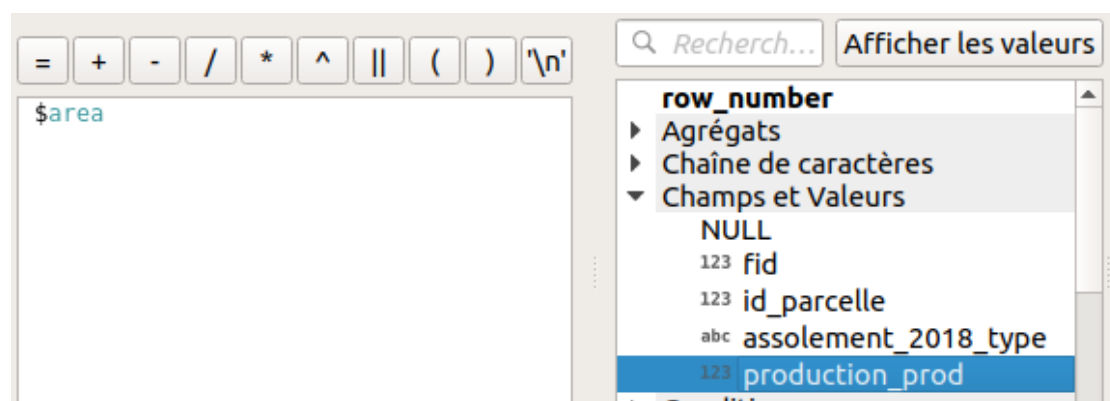 = + - / * ^ || ( ) '\n'
$area
Recherch... Afficher les valeurs
row_number
Agrégats
Chaîne de caractères
Champs et Valeurs
NULL
123 fid
123 id_parcelle
abc assolement_2018_type
123 production_prod